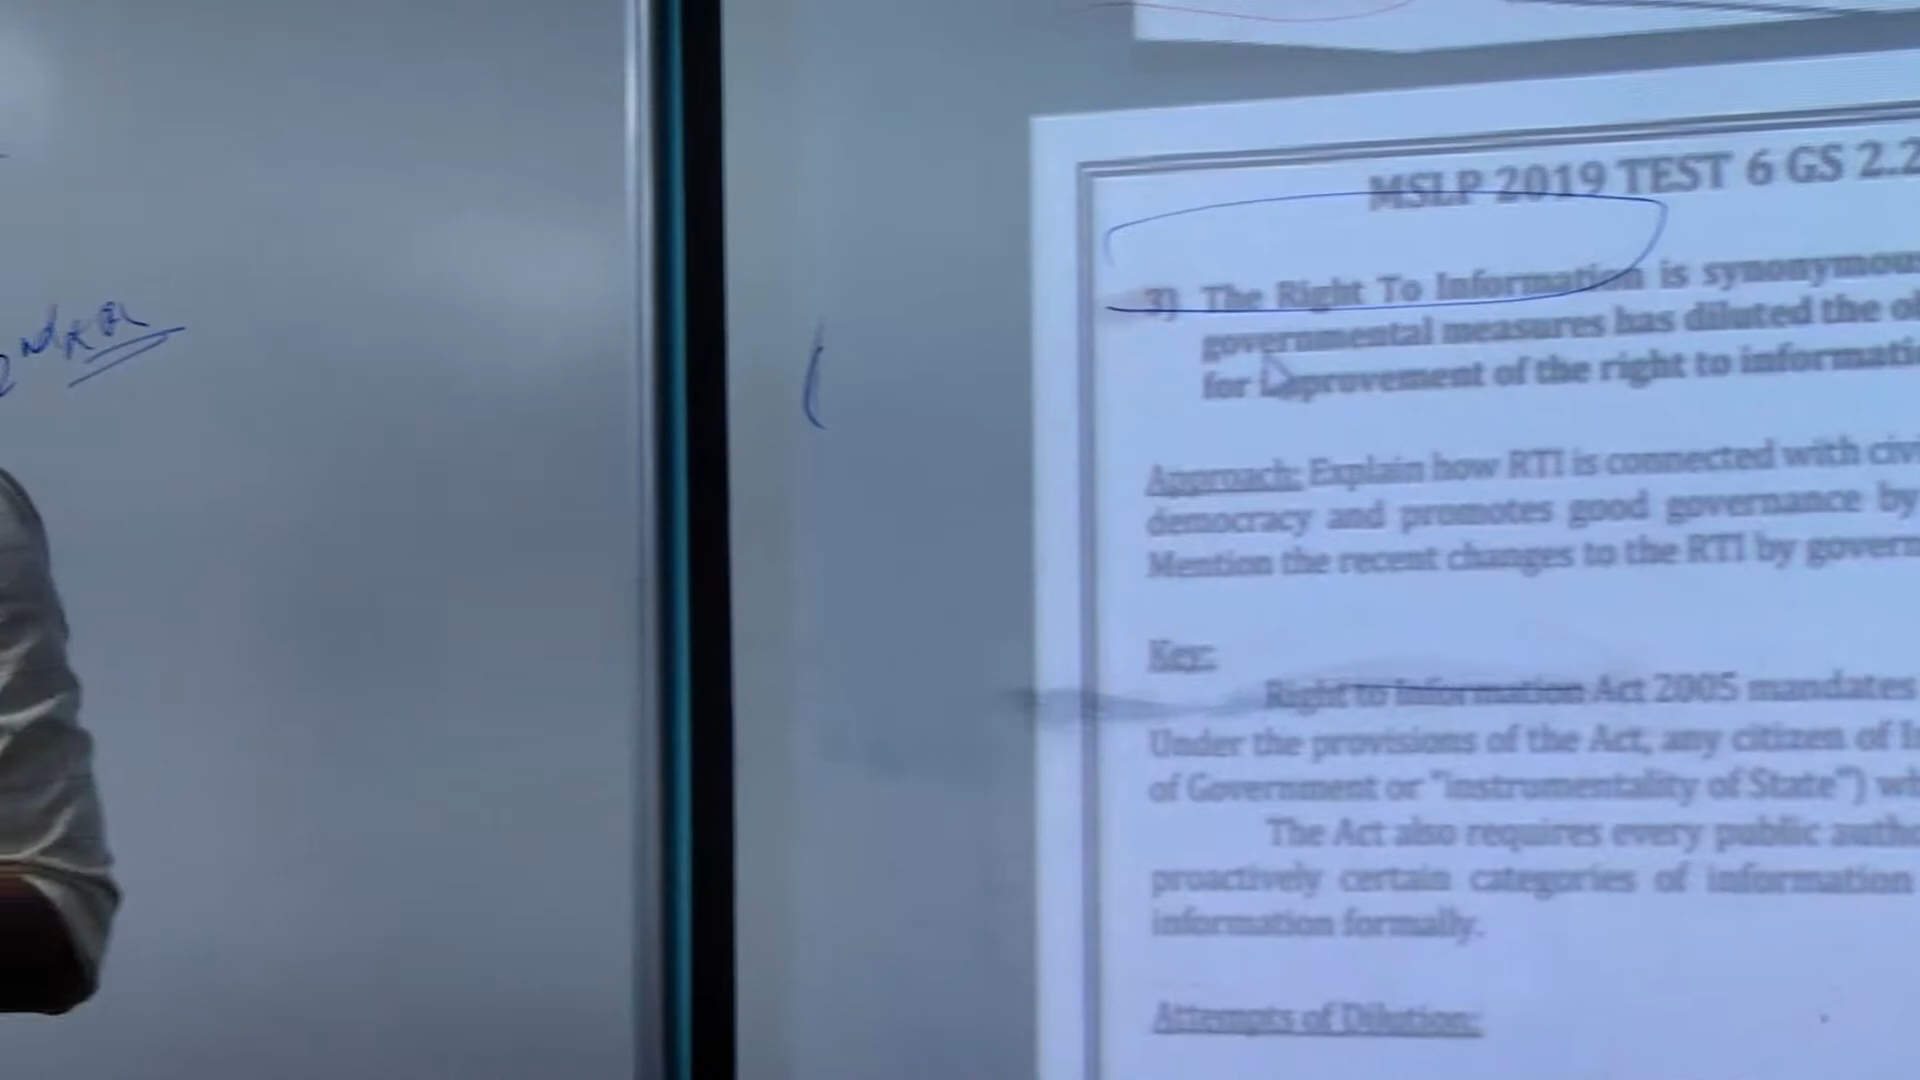 MSLP 2019 TEST 6 GS 2.2
3) The Right To Information is synonymous
governmental measures has diluted the
for improvement of the right to
Approach: Explain how RTI is connected with
democracy and promotes good governance by
Mention the recent changes to the RTI by
Key:
Right to Information Act 2005 mandates
Under the provisions of the Act, any citizen of
of Government or "instrumentality of State")
The Act also requires every public
proactively certain categories of information
information formally.
Attempts of Dilution: